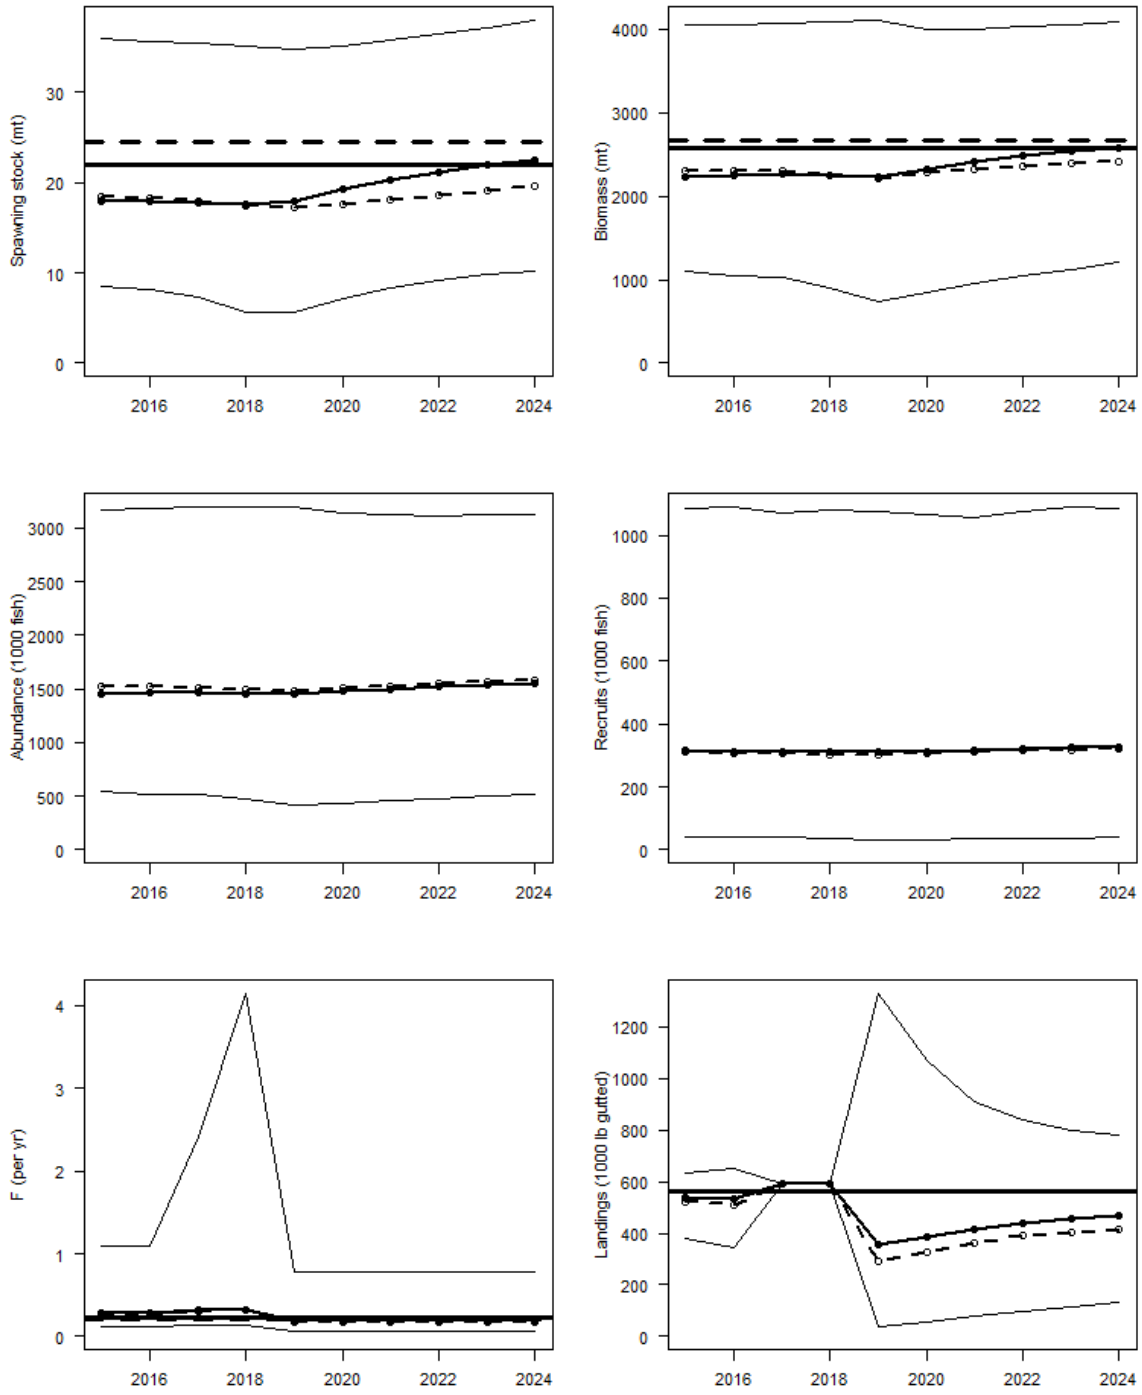 Spawning stock (mt)
30
20
10
0
2016 2018 2020 2022 2024
Biomass (mt)
4000
3000
2000
1000
0
2016 2018 2020 2022 2024
Abundance (1000 fish)
3000
2500
2000
1500
1000
500
0
2016 2018 2020 2022 2024
Recruits (1000 fish)
1000
800
600
400
200
0
2016 2018 2020 2022 2024
F (per yr)
4
3
2
1
0
2016 2018 2020 2022 2024
Landings (1000 lb gutted)
1200
1000
800
600
400
200
0
2016 2018 2020 2022 2024